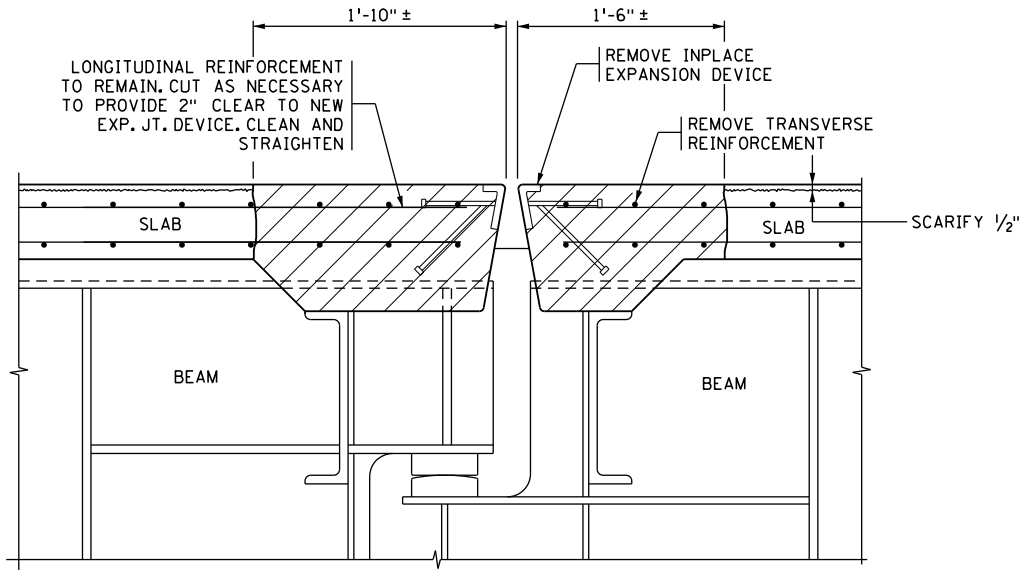 1'-10" ±
1'-6" ±
LONGITUDINAL REINFORCEMENT
TO REMAIN. CUT AS NECESSARY
TO PROVIDE 2" CLEAR TO NEW
EXP. JT. DEVICE. CLEAN AND
STRAIGHTEN
REMOVE INPLACE
EXPANSION DEVICE
REMOVE TRANSVERSE
REINFORCEMENT
SLAB
SLAB
SCARIFY 1/2"
BEAM
BEAM